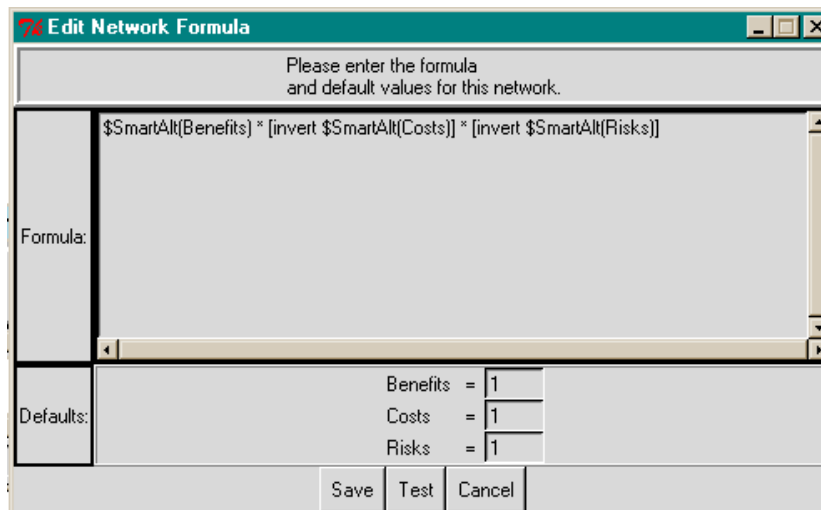 Edit Network Formula
Please enter the formula
and default values for this network.
Formula:
$SmartAlt(Benefits) * [invert $SmartAlt(Costs)] * [invert $SmartAlt(Risks)]
Defaults:
Benefits = 1
Costs = 1
Risks = 1
Save Test Cancel